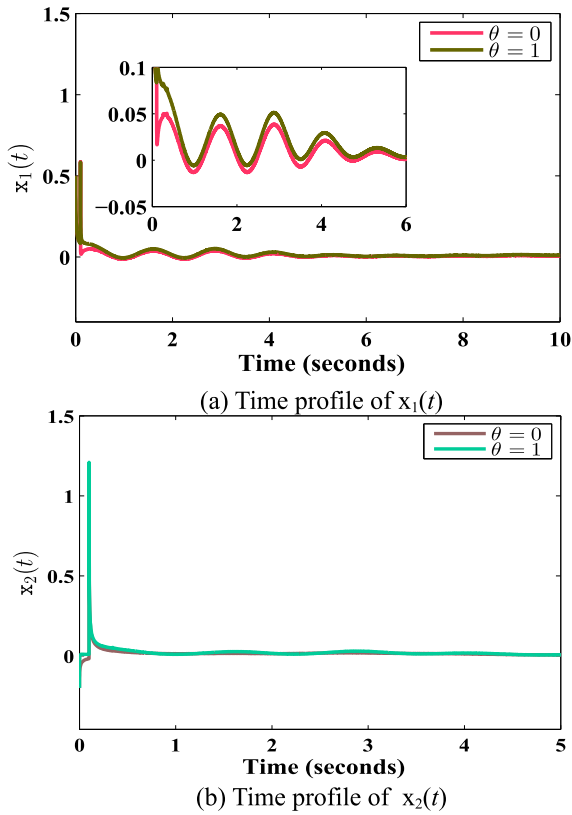 1.5
1
0.5
0
x₁(t)
θ = 0
θ = 1
0.1
0.05
0
−0.05
0 2 4 6
0 2 4 6 8 10
Time (seconds)
(a) Time profile of x₁(t)
1.5
1
0.5
0
x₂(t)
θ = 0
θ = 1
0 1 2 3 4 5
Time (seconds)
(b) Time profile of x₂(t)